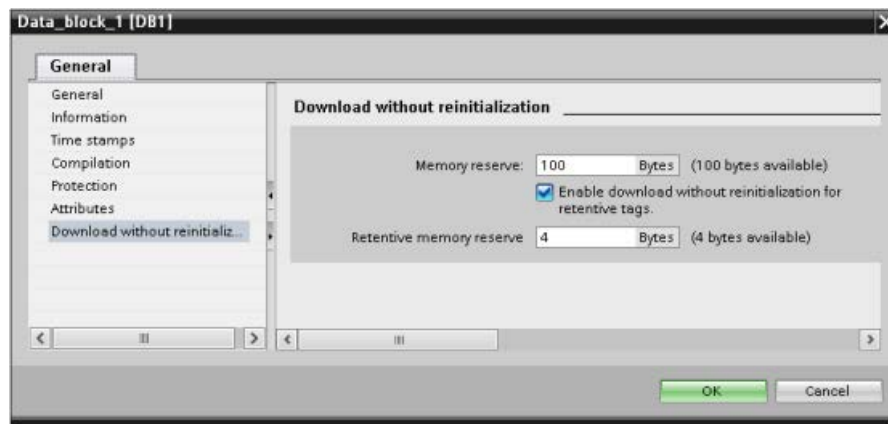 Data_block_1 [DB1]
General
General
Information
Time stamps
Compilation
Protection
Attributes
Download without reinitializ...
Download without reinitialization
Memory reserve: 100 Bytes (100 bytes available)
Enable download without reinitialization for
retentive tags.
Retentive memory reserve 4 Bytes (4 bytes available)
OK Cancel